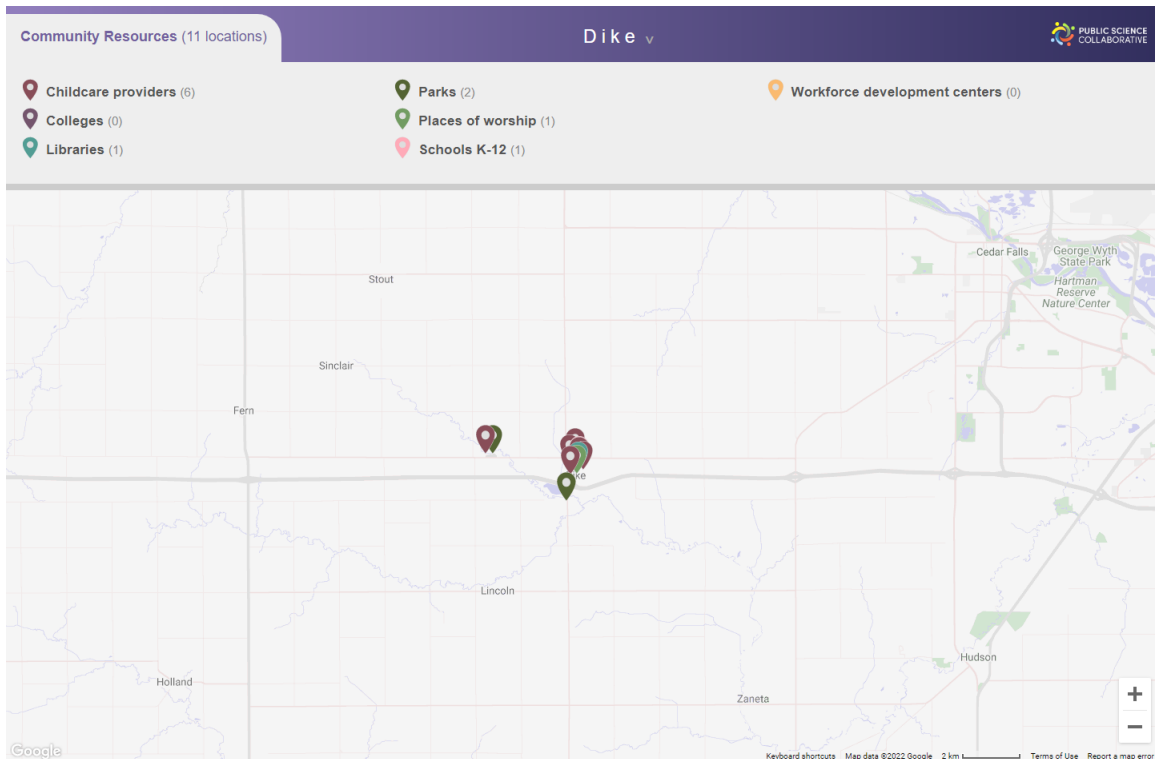 Community Resources (11 locations)
Dike v
PUBLIC SCIENCE
COLLABORATIVE
Childcare providers (6)
Colleges (0)
Libraries (1)
Parks (2)
Places of worship (1)
Schools K-12 (1)
Workforce development centers (0)
Cedar Falls
George Wyth
State Park
Hartman
Reserve
Nature Center
Stout
Sinclair
Fern
ke
Lincoln
Hudson
Holland
Zaneta
+
−
Google
Keyboard shortcuts Map data ©2022 Google 2 km Terms of Use Report a map error